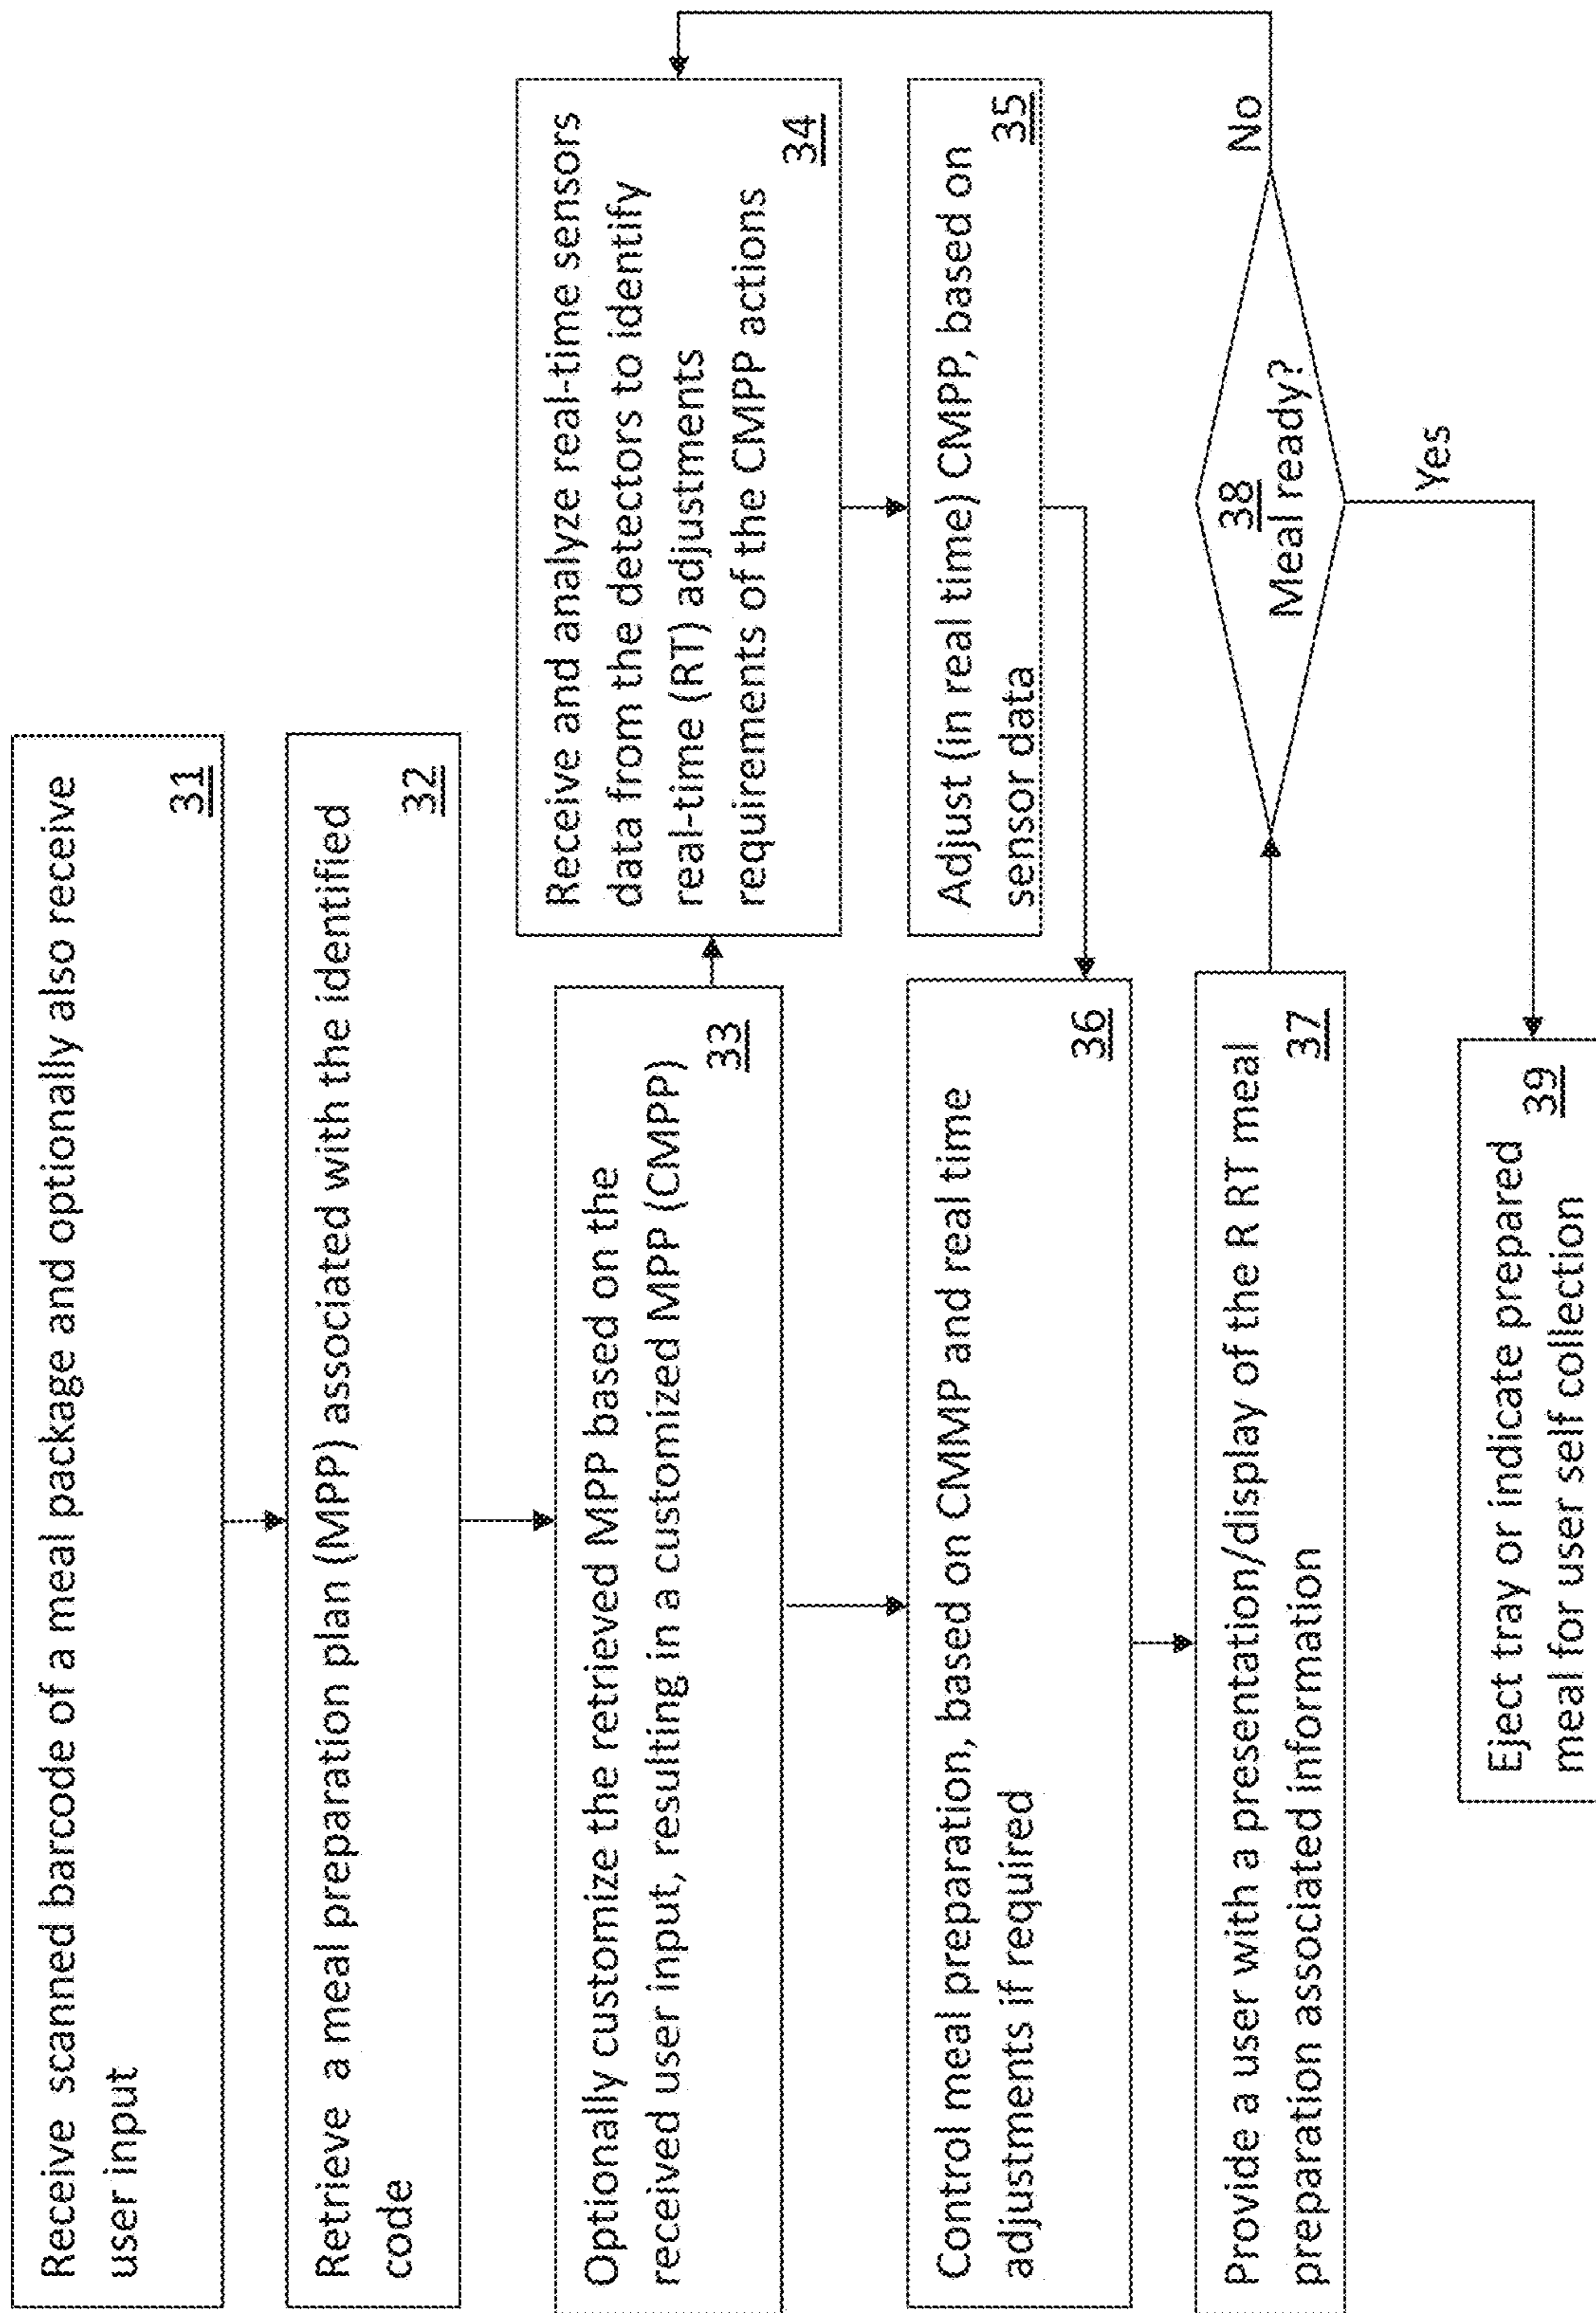 Receive scanned barcode of a meal package and optionally also receive
user input
31
Retrieve a meal preparation plan (MPP) associated with the identified
code
32
Optionally customize the retrieved MPP based on the
received user input, resulting in a customized MPP (CMPP)
33
Receive and analyze real-time sensors
data from the detectors to identify
real-time (RT) adjustments
requirements of the CMPP actions
34
Adjust (in real time) CMPP, based on
sensor data
35
Control meal preparation, based on CMMP and real time
adjustments if required
36
Provide a user with a presentation/display of the R RT meal
preparation associated information
37
38
Meal ready?
No
Yes
Eject tray or indicate prepared
meal for user self collection
39